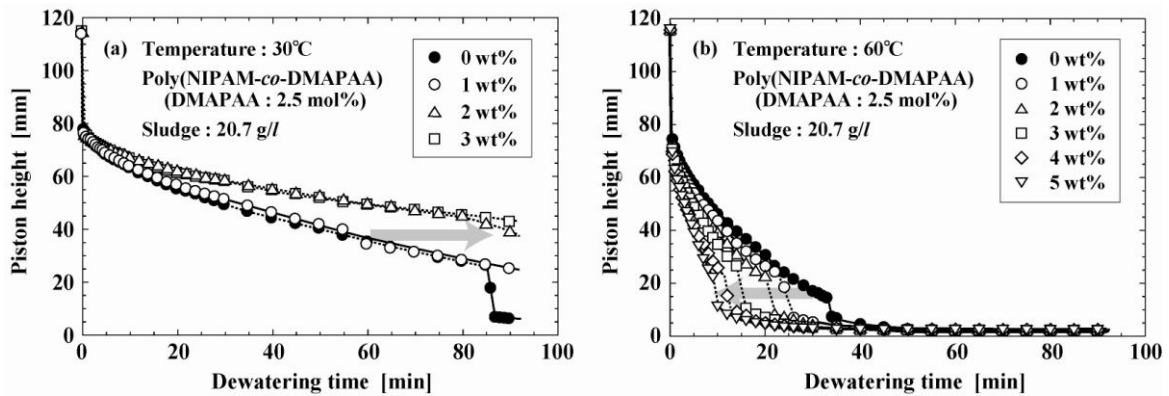 (a) Temperature : 30℃
Poly(NIPAM-co-DMAPAA)
(DMAPAA : 2.5 mol%)
Sludge : 20.7 g/l
0 wt%
1 wt%
2 wt%
3 wt%
Piston height [mm]
120
100
80
60
40
20
0
0 20 40 60 80 100
Dewatering time [min]
(b) Temperature : 60℃
Poly(NIPAM-co-DMAPAA)
(DMAPAA : 2.5 mol%)
Sludge : 20.7 g/l
0 wt%
1 wt%
2 wt%
3 wt%
4 wt%
5 wt%
Piston height [mm]
120
100
80
60
40
20
0
0 20 40 60 80 100
Dewatering time [min]